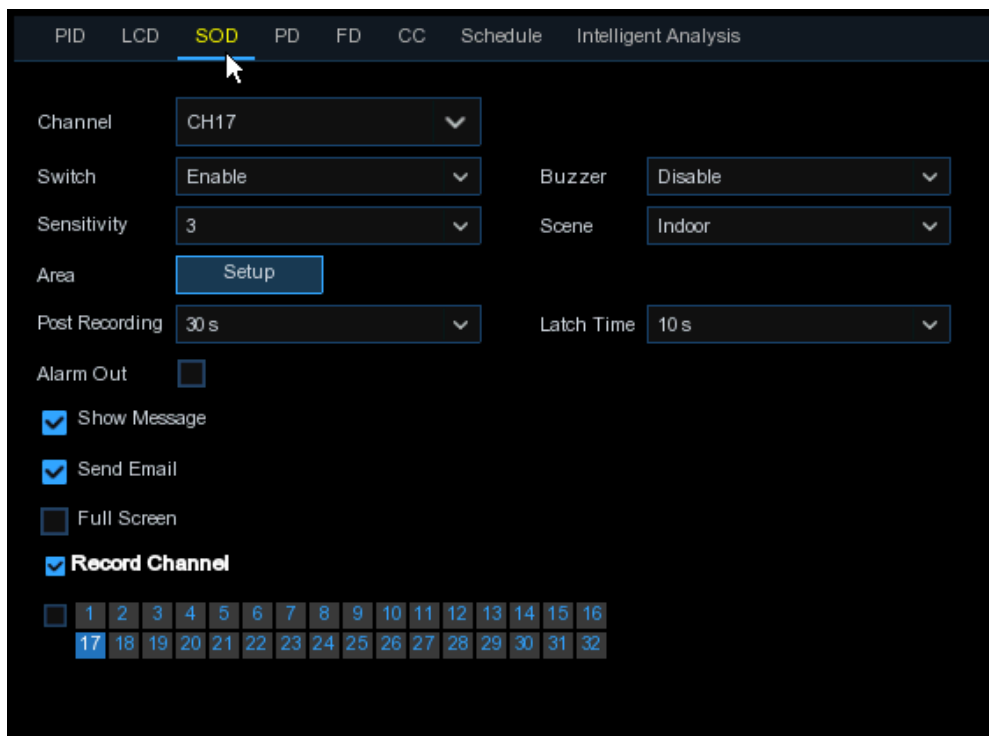 PID LCD SOD PD FD CC Schedule Intelligent Analysis
Channel CH17
Switch Enable Buzzer Disable
Sensitivity 3 Scene Indoor
Area Setup
Post Recording 30 s Latch Time 10 s
Alarm Out
Show Message
Send Email
Full Screen
Record Channel
1 2 3 4 5 6 7 8 9 10 11 12 13 14 15 16
17 18 19 20 21 22 23 24 25 26 27 28 29 30 31 32